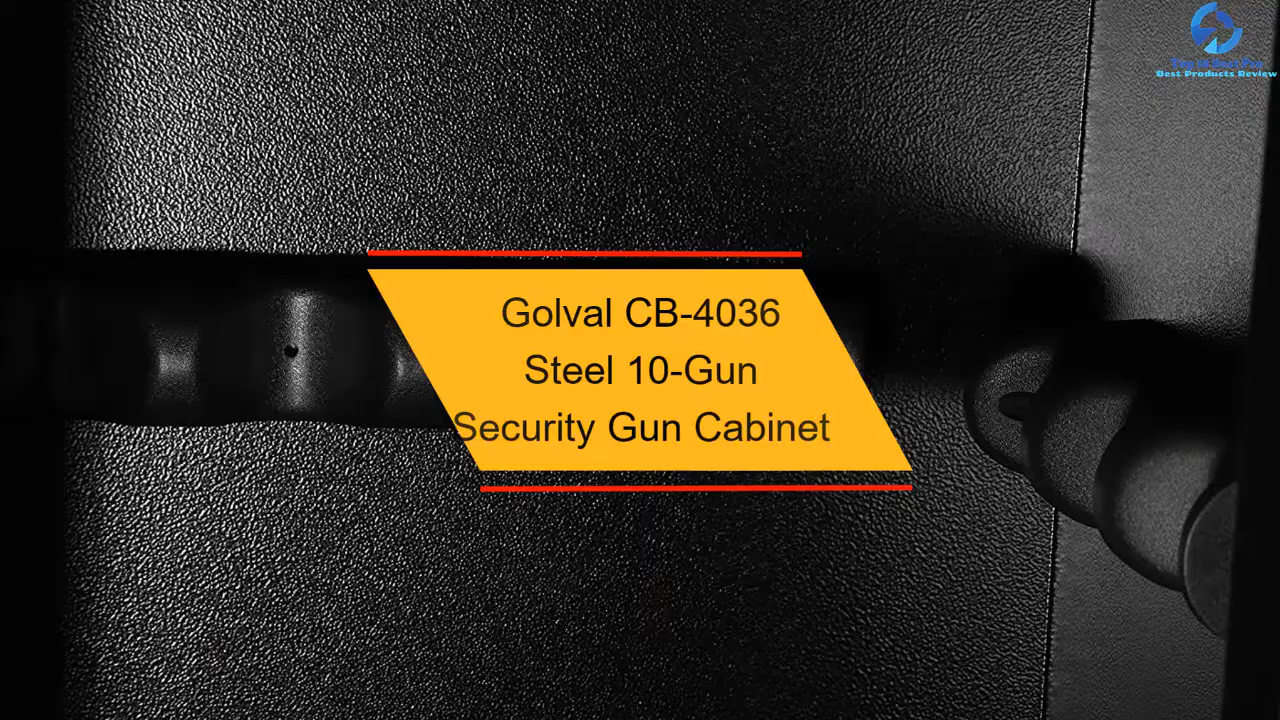 Best Products Review
Golval CB-4036
Steel 10-Gun
Security Gun Cabinet